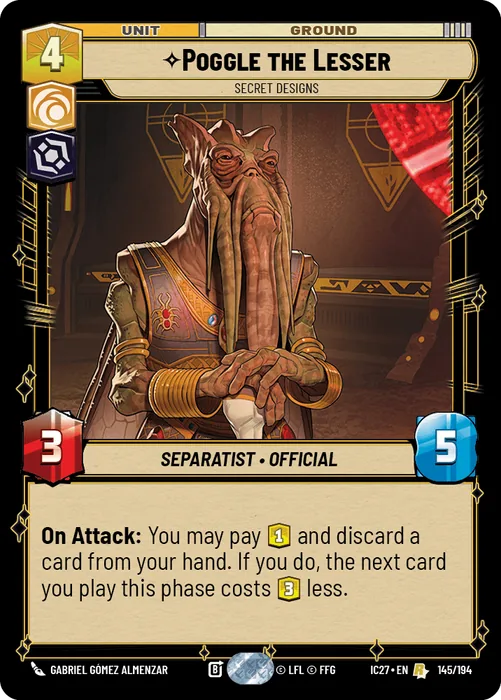 UNIT
GROUND
4
✧POGGLE THE LESSER
SECRET DESIGNS
3
5
SEPARATIST • OFFICIAL
On Attack: You may pay 1 and discard a
card from your hand. If you do, the next card
you play this phase costs 3 less.
GABRIEL GÓMEZ ALMENZAR
B
© LFL © FFG
IC27 • EN
R
145/194